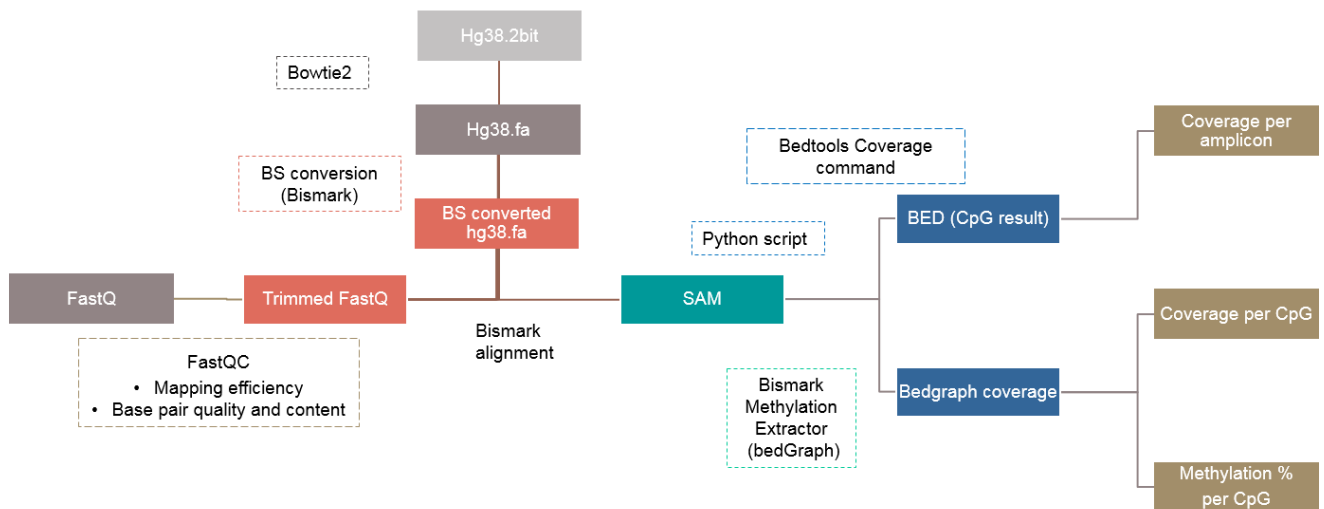 Hg38.2bit
Bowtie2
Hg38.fa
BS conversion
(Bismark)
BS converted
hg38.fa
FastQ
Trimmed FastQ
FastQC
• Mapping efficiency
• Base pair quality and content
Bismark
alignment
SAM
Python script
Bedtools Coverage
command
BED (CpG result)
Coverage per
amplicon
Bismark
Methylation
Extractor
(bedGraph)
Bedgraph coverage
Coverage per CpG
Methylation %
per CpG